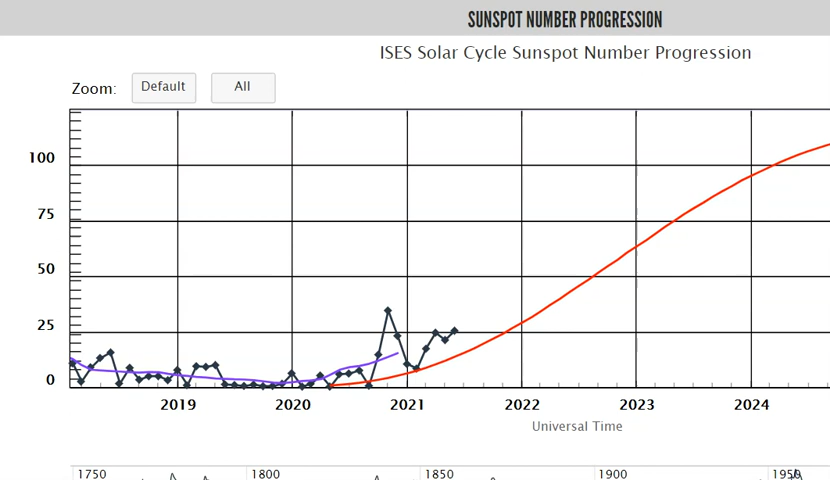 SUNSPOT NUMBER PROGRESSION
ISES Solar Cycle Sunspot Number Progression
Zoom: Default All
100
75
50
25
0
2019 2020 2021 2022 2023 2024
Universal Time
1750 1800 1850 1900 1950